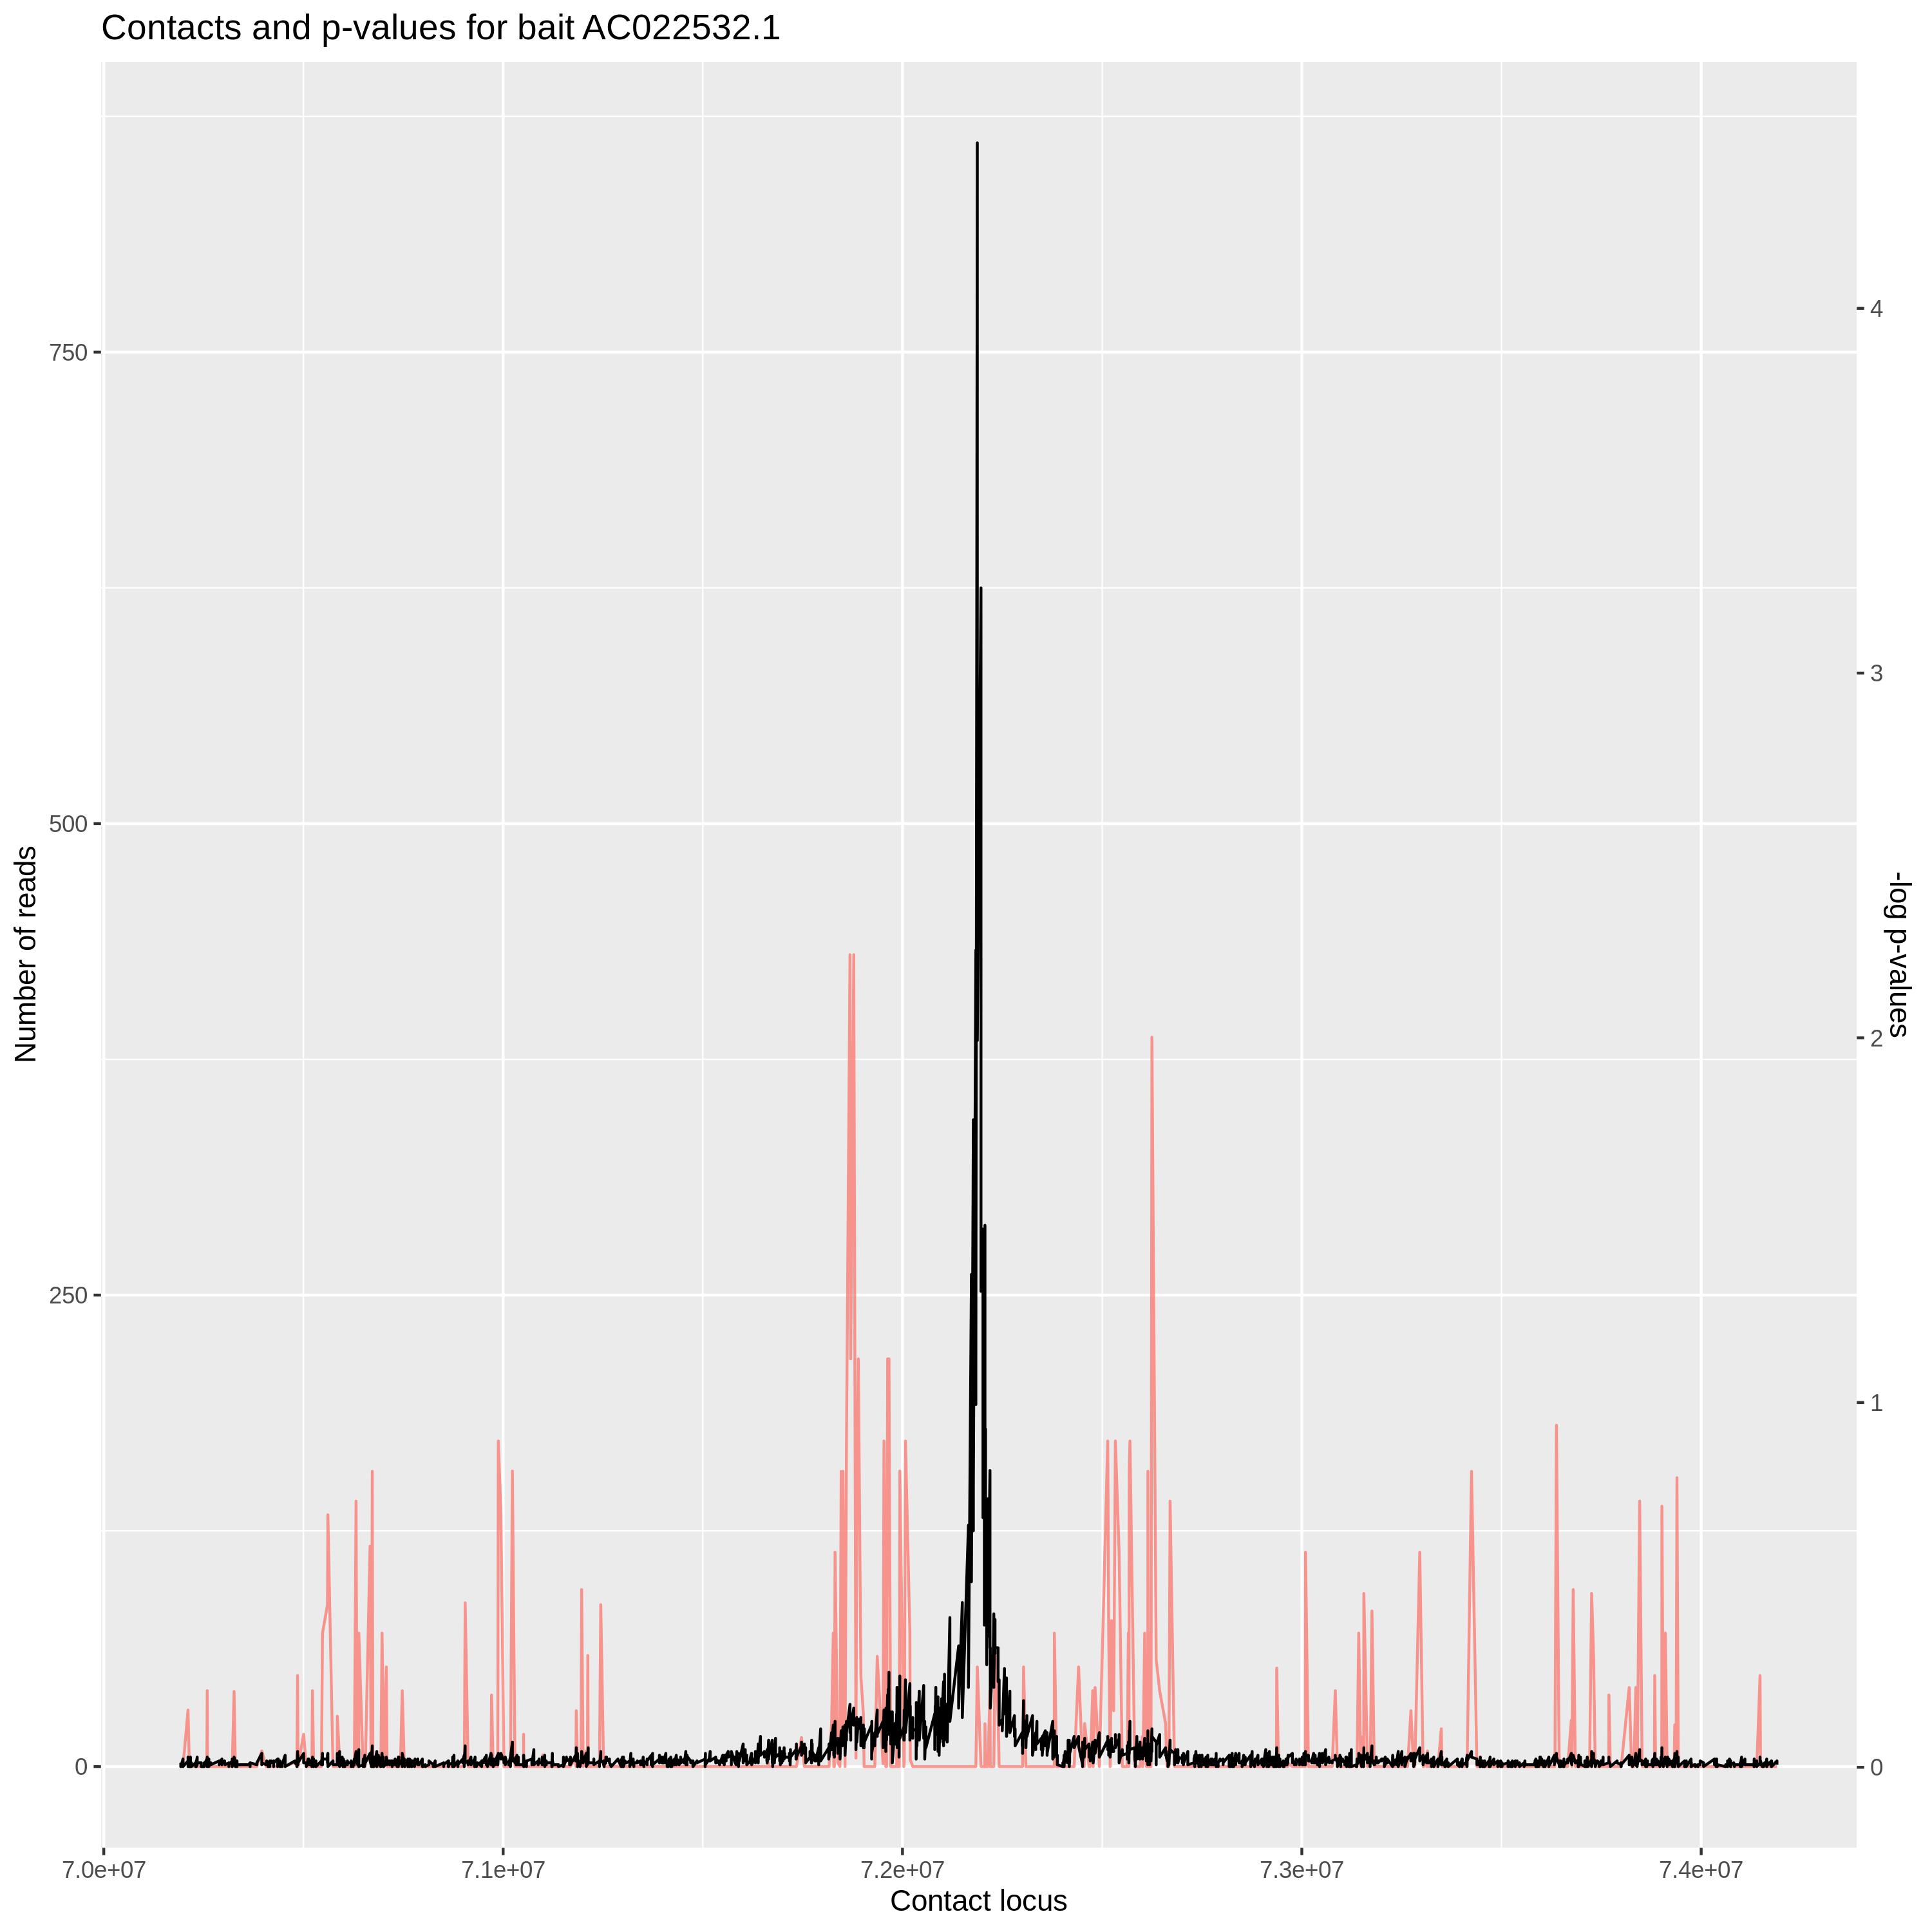 Contacts and p-values for bait AC022532.1
Number of reads
750
500
250
0
4
3
2
1
0
-log p-values
7.0e+07 7.1e+07 7.2e+07 7.3e+07 7.4e+07
Contact locus